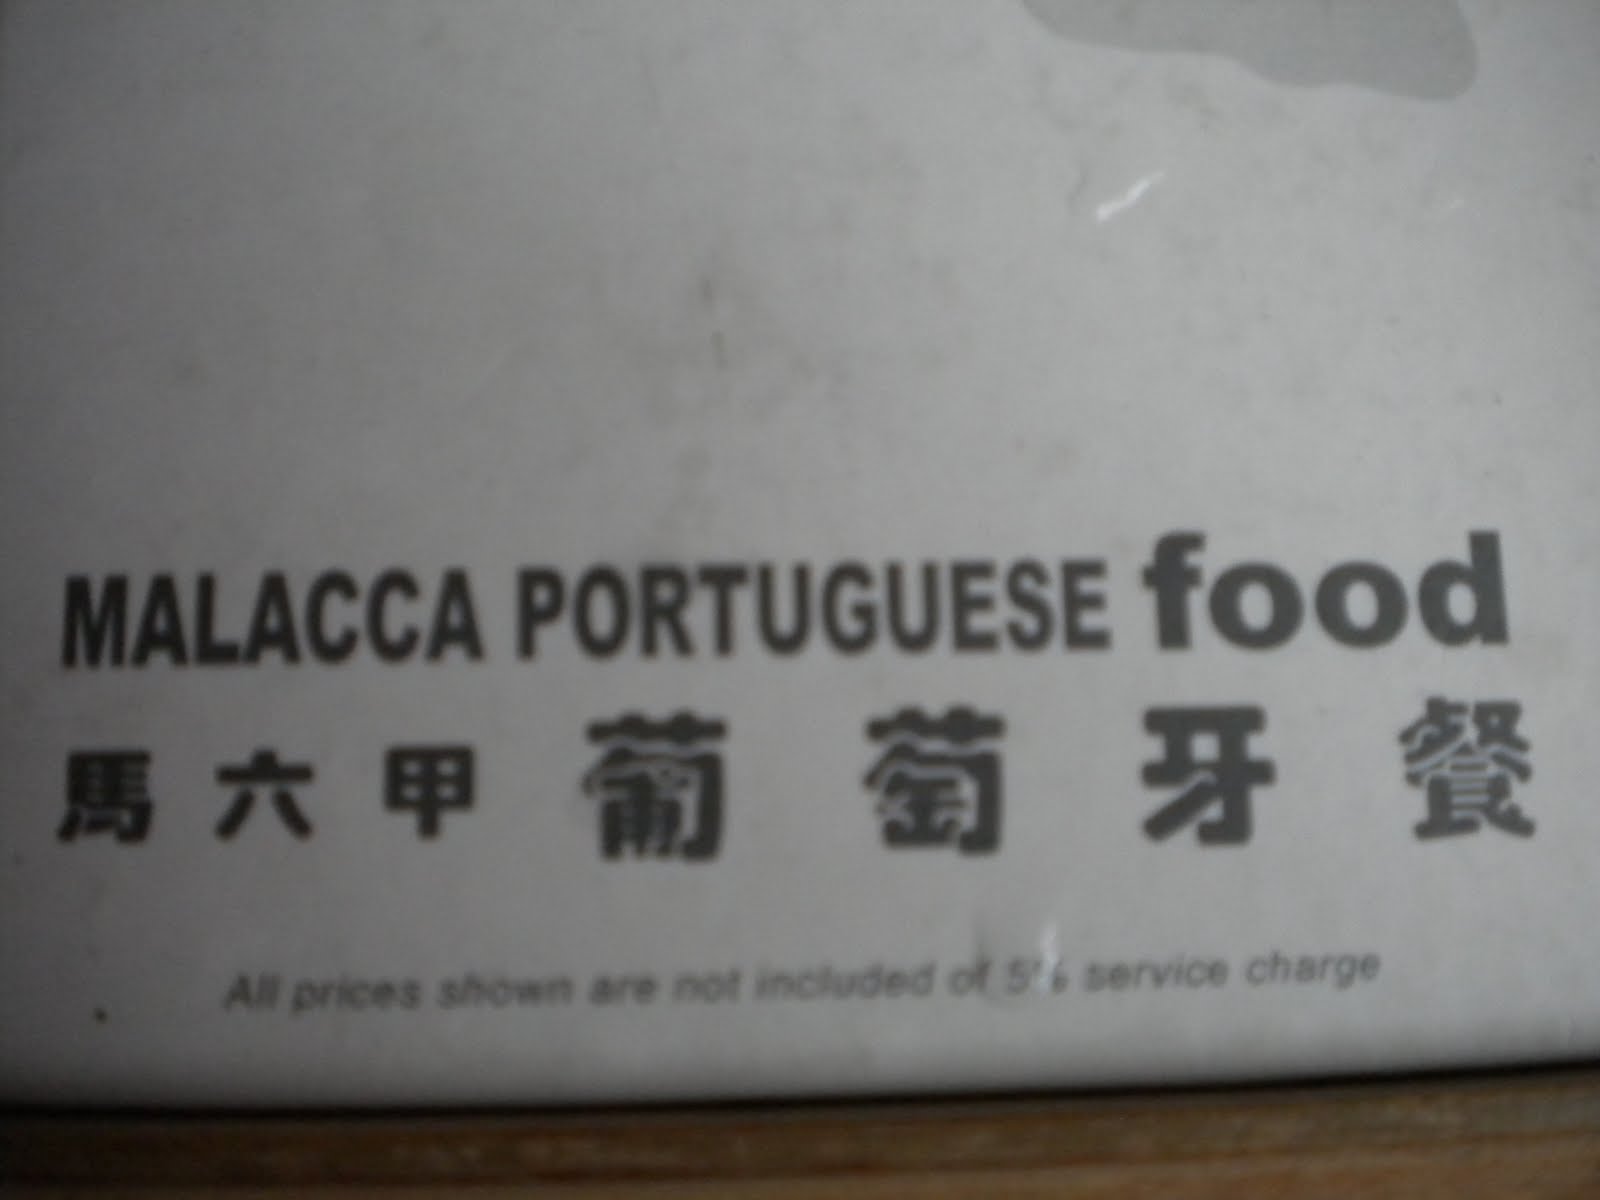 MALACCA PORTUGUESE food
馬六甲葡萄牙餐
All prices shown are not included of 5% service charge